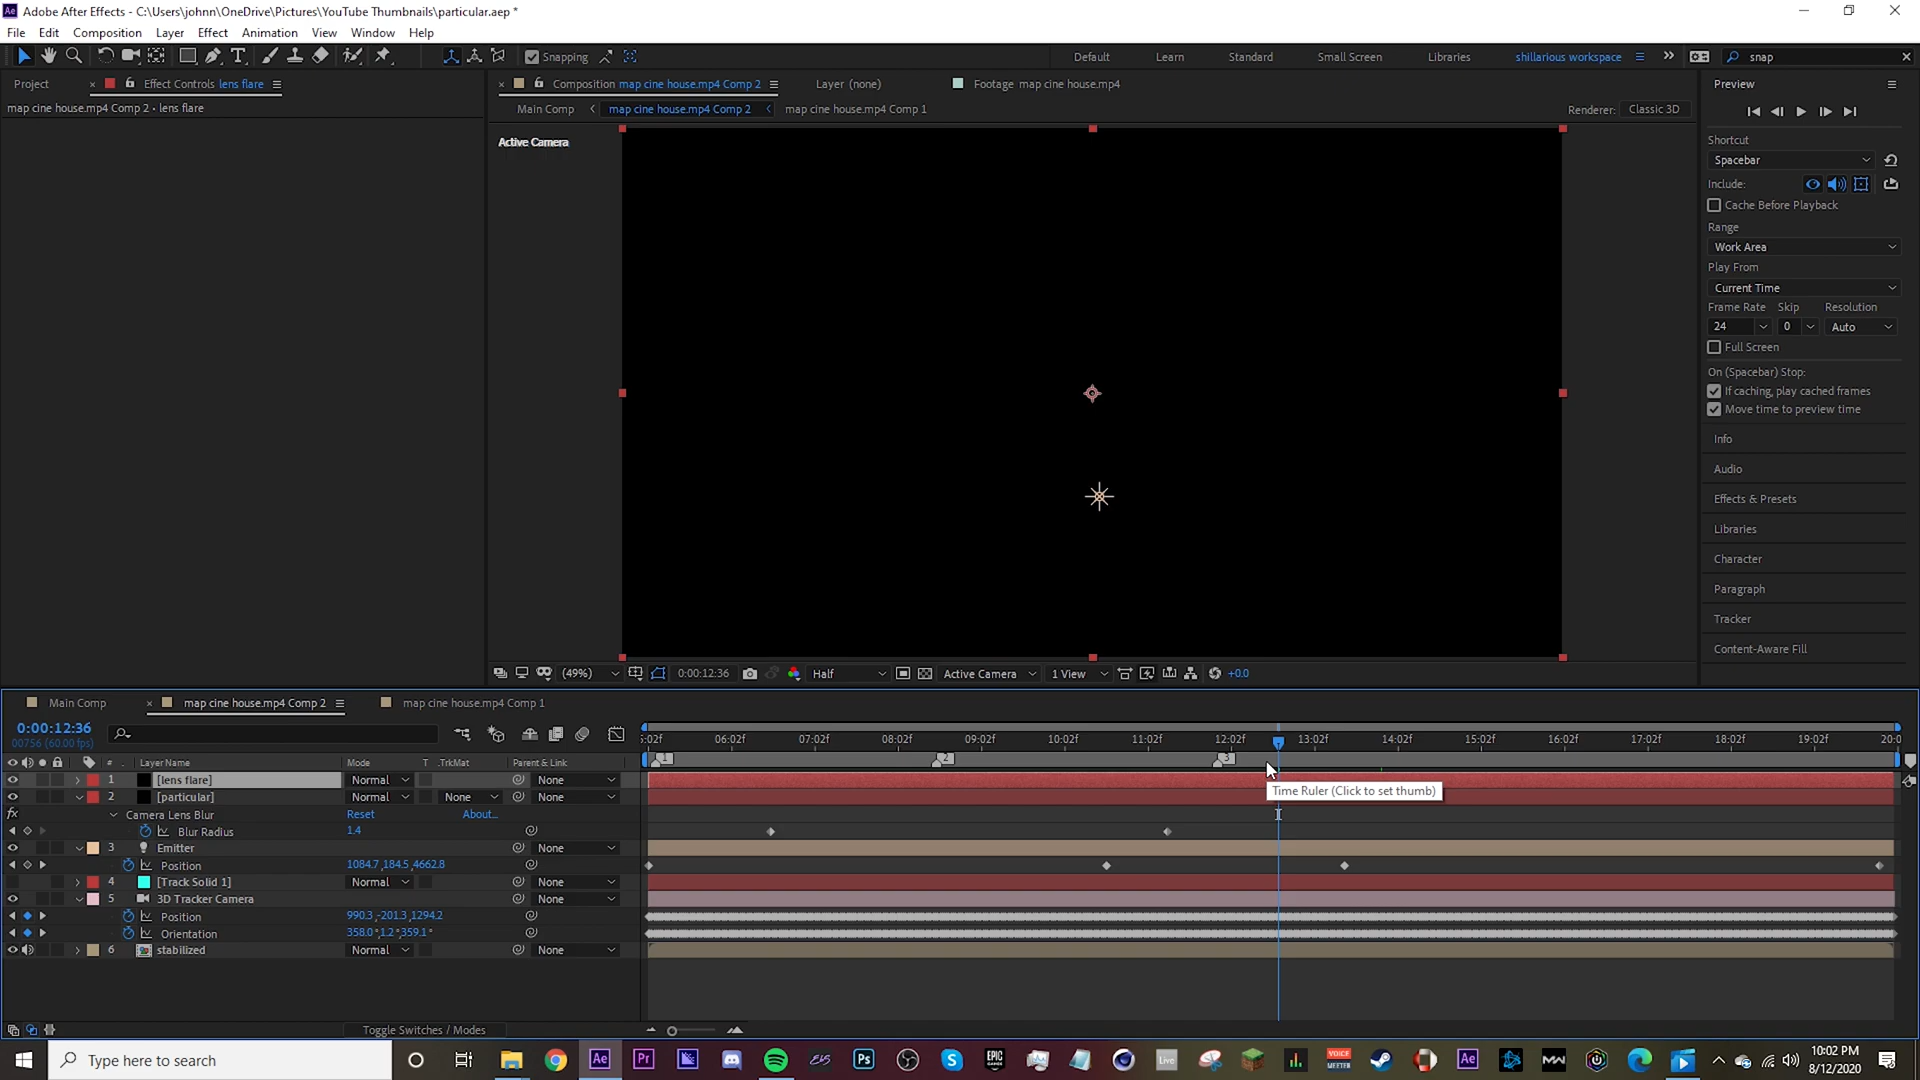 Adobe After Effects - C:\Users\johnn\OneDrive\Pictures\YouTube Thumbnails\particular.aep *
File Edit Composition Layer Effect Animation View Window Help
Snapping Default Learn Standard Small Screen Libraries shillarious workspace snap
Project Effect Controls lens flare Composition map cine house.mp4 Comp 2 Layer (none) Footage map cine house.mp4 Preview
map cine house.mp4 Comp 2 • lens flare Main Comp map cine house.mp4 Comp 2 map cine house.mp4 Comp 1 Renderer: Classic 3D
Active Camera
Shortcut
Spacebar
Include:
Cache Before Playback
Range
Work Area
Play From
Current Time
Frame Rate Skip Resolution
24 0 Auto
Full Screen
On (Spacebar) Stop:
If caching, play cached frames
Move time to preview time
Info
Audio
Effects & Presets
Libraries
Character
Paragraph
Tracker
Content-Aware Fill
(49%) 0:00:12:36 Half Active Camera 1 View +0.0
Main Comp map cine house.mp4 Comp 2 map cine house.mp4 Comp 1
0:00:12:36
00756 (60.00 fps)
:02f 06:02f 07:02f 08:02f 09:02f 10:02f 11:02f 12:02f 13:02f 14:02f 15:02f 16:02f 17:02f 18:02f 19:02f 20:0
1 2 3
# Layer Name Mode T .TrkMat Parent & Link
1 [lens flare] Normal None
Time Ruler (Click to set thumb)
2 [particular] Normal None None
fx Camera Lens Blur Reset About...
Blur Radius 1.4
3 Emitter None
Position 1084.7,184.5,4662.8
4 [Track Solid 1] Normal None
5 3D Tracker Camera None
Position 990.3,-201.3,1294.2
Orientation 358.0°,1.2°,359.1°
6 stabilized Normal None
Toggle Switches / Modes
Type here to search
10:02 PM
8/12/2020